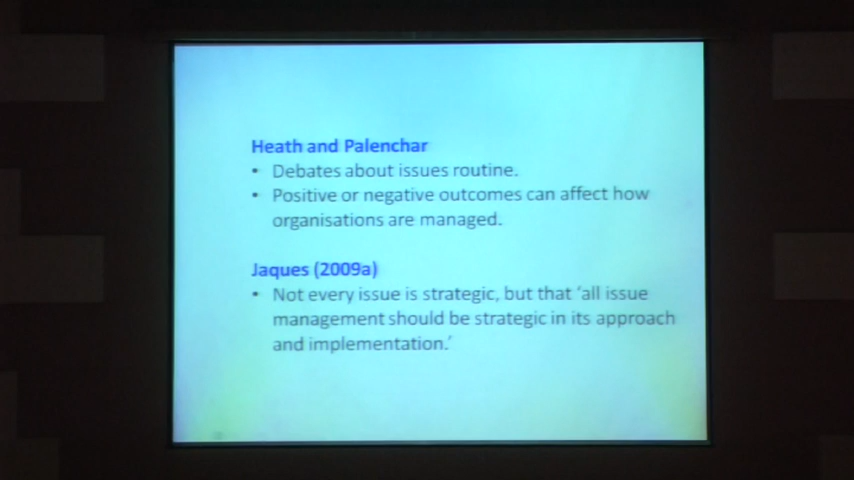 Heath and Palenchar
• Debates about issues routine.
• Positive or negative outcomes can affect how
organisations are managed.
Jaques (2009a)
• Not every issue is strategic, but that ‘all issue
management should be strategic in its approach
and implementation.’